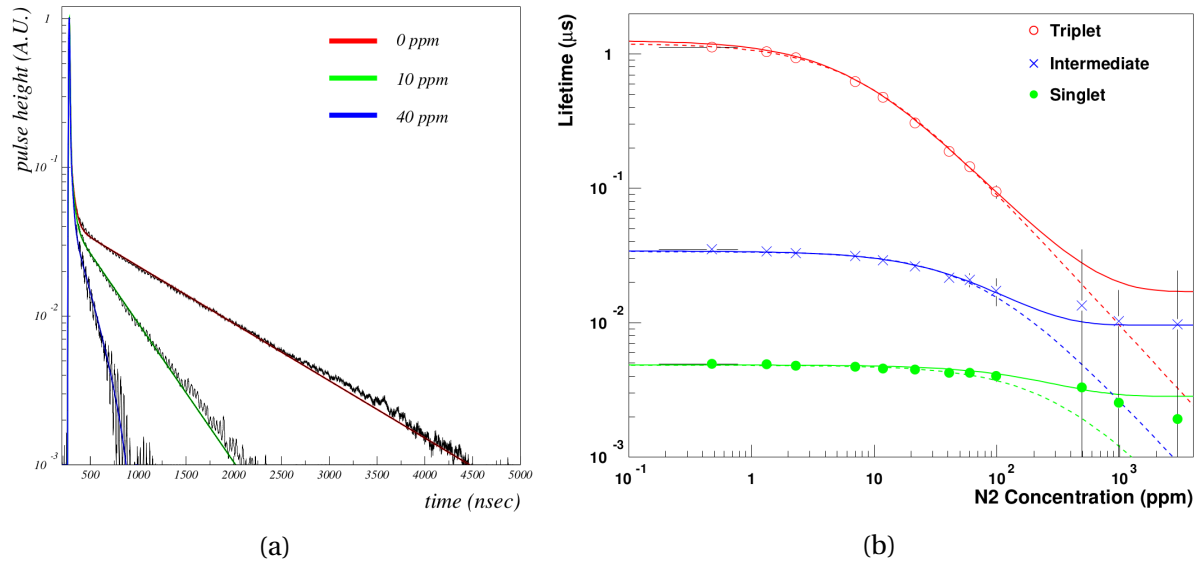 pulse height (A.U.)
1
10 -1
10 -2
10 -3
0 ppm
10 ppm
40 ppm
500 1000 1500 2000 2500 3000 3500 4000 4500 5000
time (nsec)
(a)
Lifetime (μs)
1
10 -1
10 -2
10 -3
Triplet
Intermediate
Singlet
10 -1 1 10 10 2 10 3
N2 Concentration (ppm)
(b)